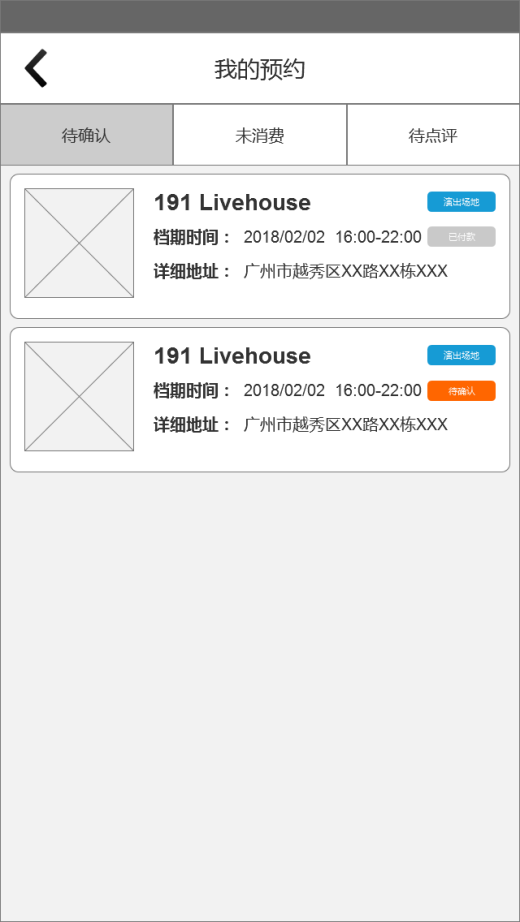 我的预约
待确认 未消费 待点评
191 Livehouse 演出场地
档期时间： 2018/02/02 16:00-22:00 已付款
详细地址： 广州市越秀区XX路XX栋XXX
191 Livehouse 演出场地
档期时间： 2018/02/02 16:00-22:00 待确认
详细地址： 广州市越秀区XX路XX栋XXX